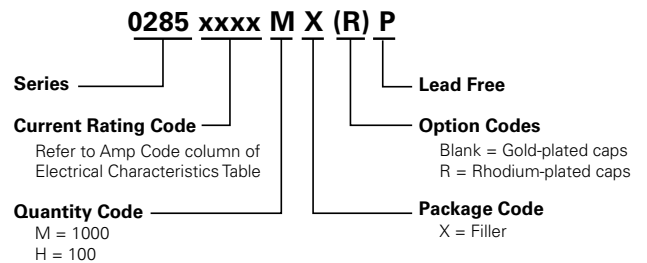 0285 xxxx M X (R) P
Series
Lead Free
Current Rating Code
Refer to Amp Code column of
Electrical Characteristics Table
Option Codes
Blank = Gold-plated caps
R = Rhodium-plated caps
Quantity Code
M = 1000
H = 100
Package Code
X = Filler